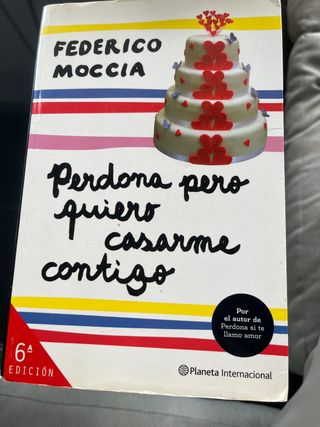 FEDERICO
MOCCIA
Perdona pero
quiero
casarme
contigo
Por
el autor de
Perdona si te
llamo amor
6ª
EDICIÓN
Planeta Internacional